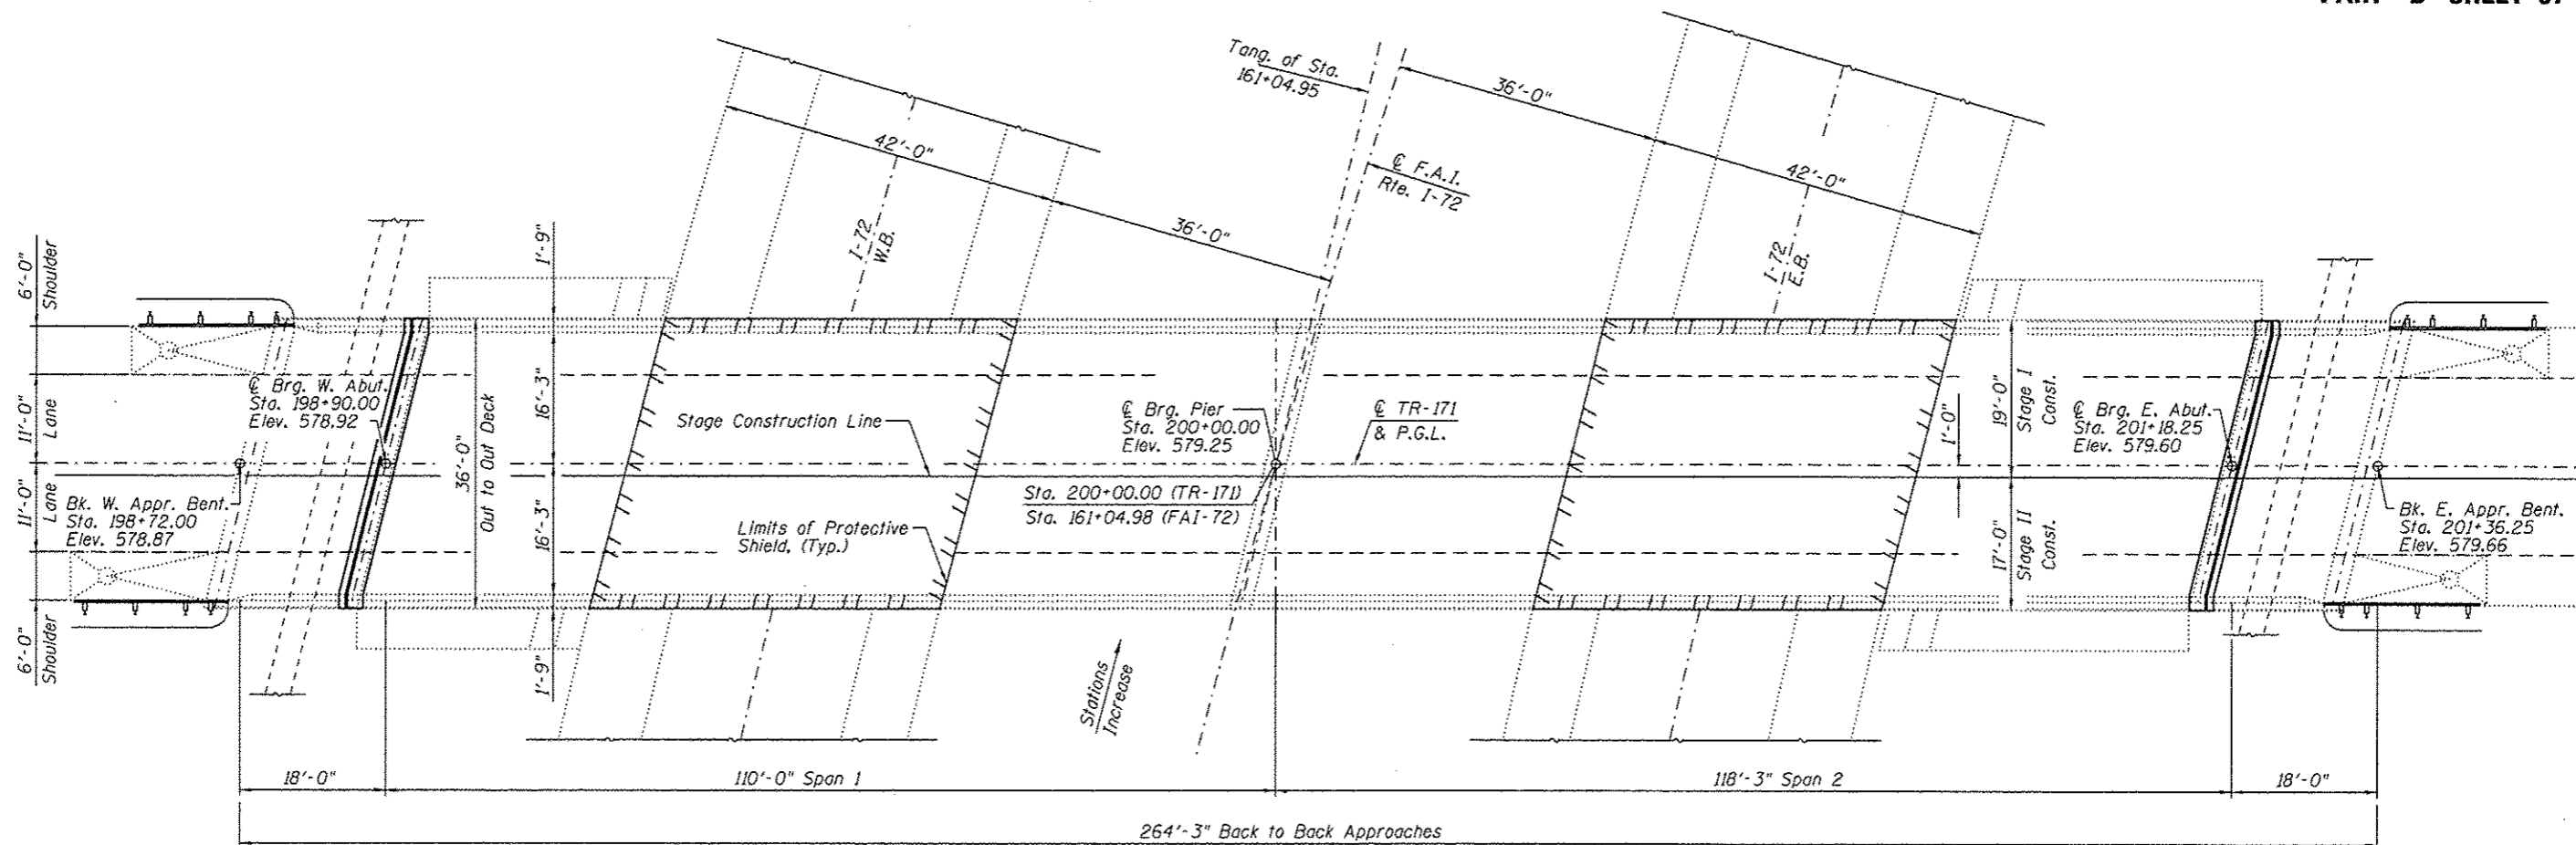 Tang. of Sta.
161+04.95
36'-0"
42'-0"
℄ F.A.I.
Rte. I-72
42'-0"
36'-0"
I-72
W.B.
I-72
E.B.
6'-0"
Shoulder
11'-0"
Lane
11'-0"
Lane
6'-0"
Shoulder
1'-9"
16'-3"
16'-3"
1'-9"
36'-0"
Out to Out Deck
℄ Brg. W. Abut.
Sta. 198+90.00
Elev. 578.92
Bk. W. Appr. Bent.
Sta. 198+72.00
Elev. 578.87
Stage Construction Line
Limits of Protective
Shield, (Typ.)
℄ Brg. Pier
Sta. 200+00.00
Elev. 579.25
℄ TR-171
& P.G.L.
Sta. 200+00.00 (TR-171)
Sta. 161+04.98 (FAI-72)
Stations
Increase
19'-0"
Stage I
Const.
1'-0"
17'-0"
Stage II
Const.
℄ Brg. E. Abut.
Sta. 201+18.25
Elev. 579.60
Bk. E. Appr. Bent.
Sta. 201+36.25
Elev. 579.66
18'-0"
110'-0" Span 1
118'-3" Span 2
18'-0"
264'-3" Back to Back Approaches